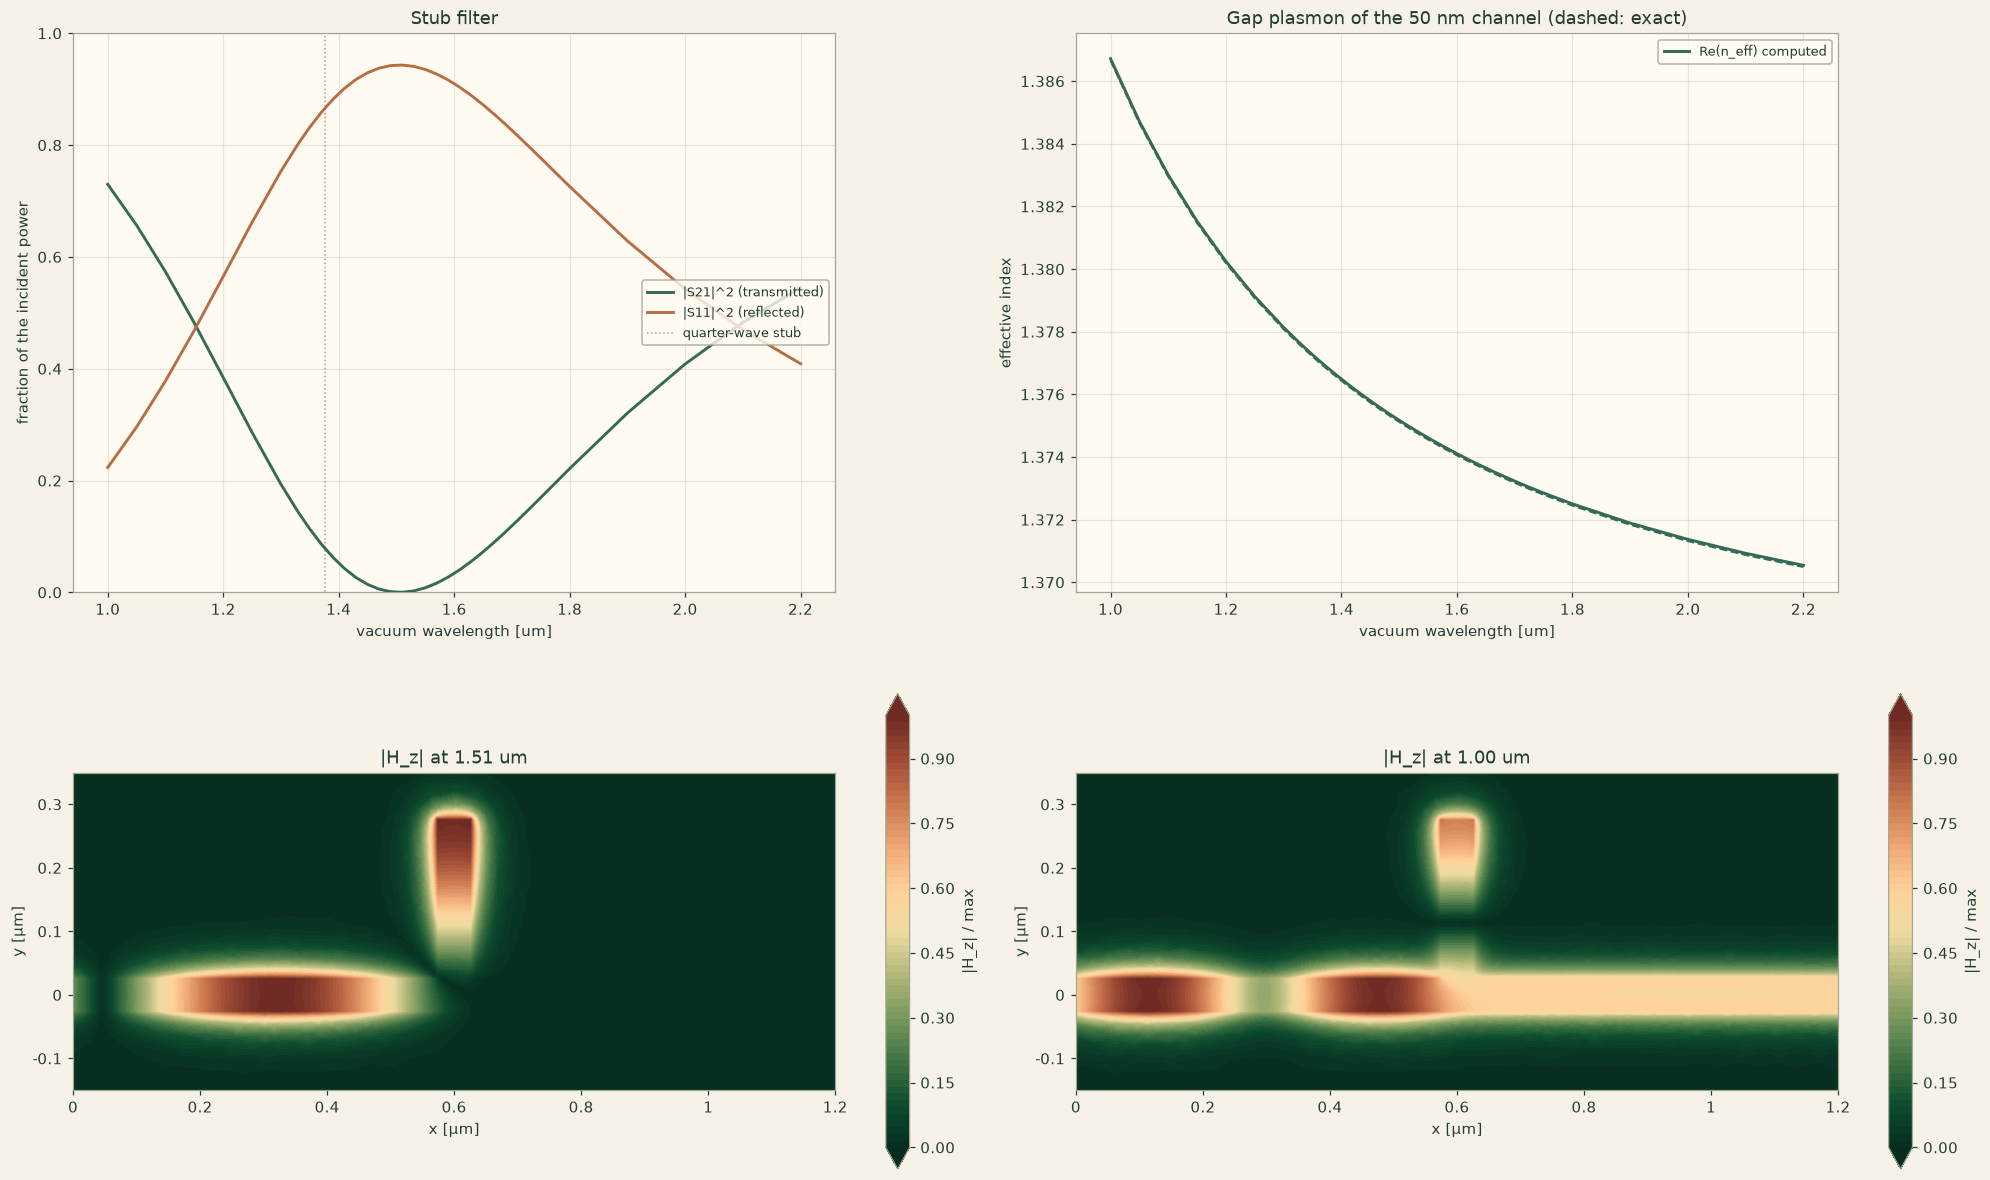 Stub filter
1.0
0.8
0.6
0.4
0.2
0.0
fraction of the incident power
|S21|^2 (transmitted)
|S11|^2 (reflected)
quarter-wave stub
1.0 1.2 1.4 1.6 1.8 2.0 2.2
vacuum wavelength [um]
Gap plasmon of the 50 nm channel (dashed: exact)
Re(n_eff) computed
1.386
1.384
1.382
1.380
1.378
1.376
1.374
1.372
1.370
effective index
1.0 1.2 1.4 1.6 1.8 2.0 2.2
vacuum wavelength [um]
|H_z| at 1.51 um
0.3
0.2
0.1
0
-0.1
y [µm]
0 0.2 0.4 0.6 0.8 1 1.2
x [µm]
0.90
0.75
0.60
0.45
0.30
0.15
0.00
|H_z| / max
|H_z| at 1.00 um
0.3
0.2
0.1
0
-0.1
y [µm]
0 0.2 0.4 0.6 0.8 1 1.2
x [µm]
0.90
0.75
0.60
0.45
0.30
0.15
0.00
|H_z| / max